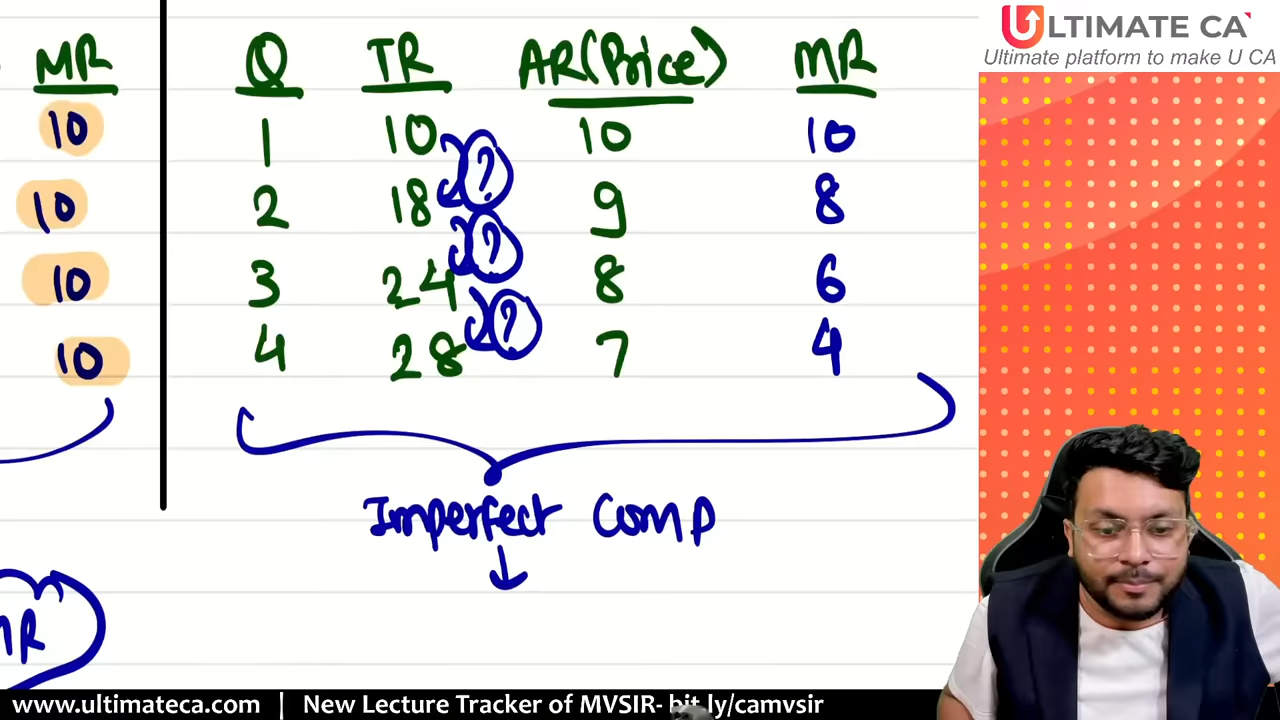 ULTIMATE CA
Ultimate platform to make U CA
MR
10
10
10
10
Q TR AR(Price) MR
1 10 10 10
?
2 18 9 8
?
3 24 8 6
?
4 28 7 4
Imperfect Comp
↓
MR
www.ultimateca.com | New Lecture Tracker of MVSIR- bit.ly/camvsir